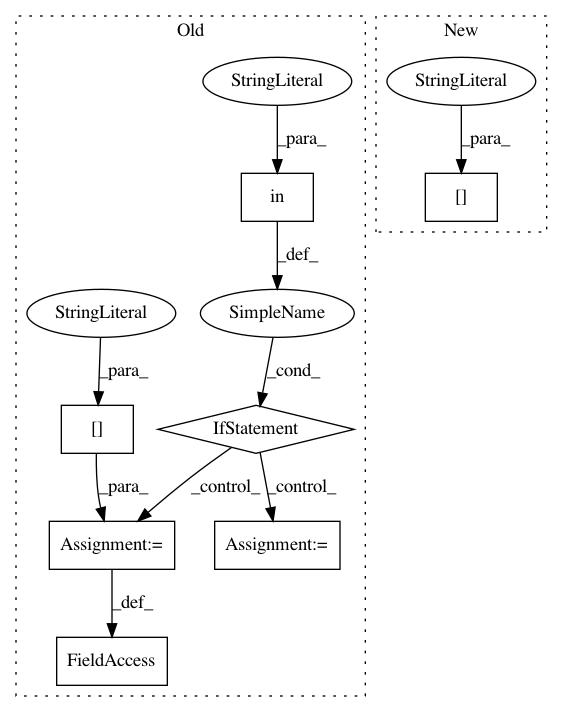 Old
New
StringLiteral
StringLiteral
_para_
_para_
in
[]
_def_
StringLiteral
SimpleName
_para_
_cond_
[]
IfStatement
_para_
_control_
_control_
Assignment:=
Assignment:=
_def_
FieldAccess